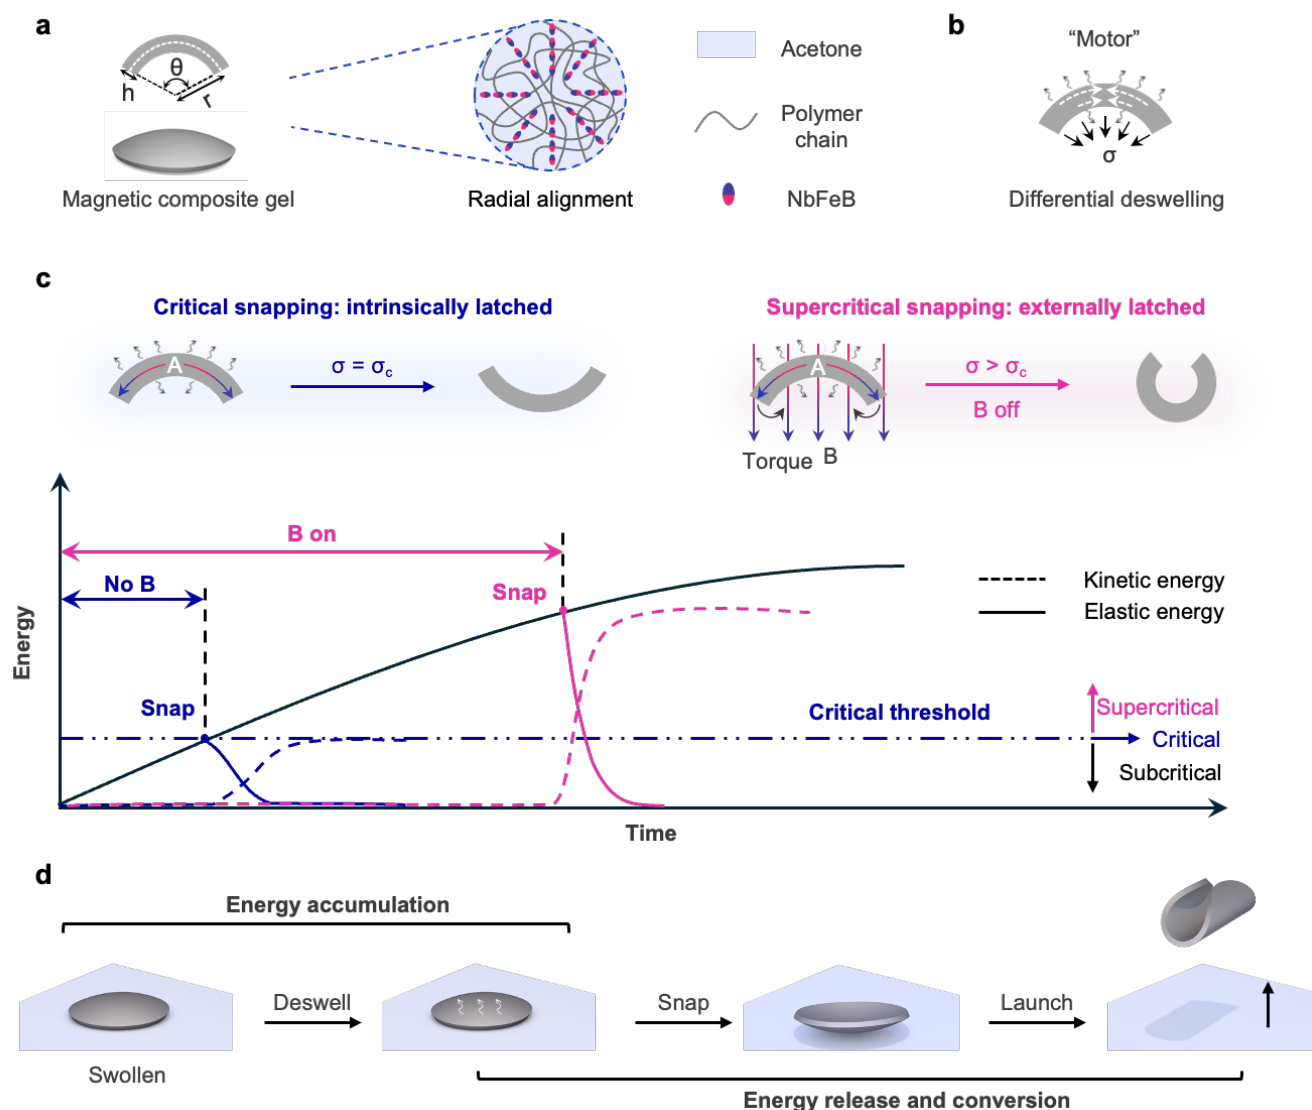 a
h
θ
r
Magnetic composite gel
Radial alignment
Acetone
Polymer
chain
NbFeB
b
“Motor”
σ
Differential deswelling
c
Critical snapping: intrinsically latched
A
σ = σc
Supercritical snapping: externally latched
A
σ > σc
B off
Torque B
Energy
B on
No B
Snap
Snap
Kinetic energy
Elastic energy
Critical threshold
Supercritical
Critical
Subcritical
Time
d
Energy accumulation
Deswell
Snap
Launch
Swollen
Energy release and conversion